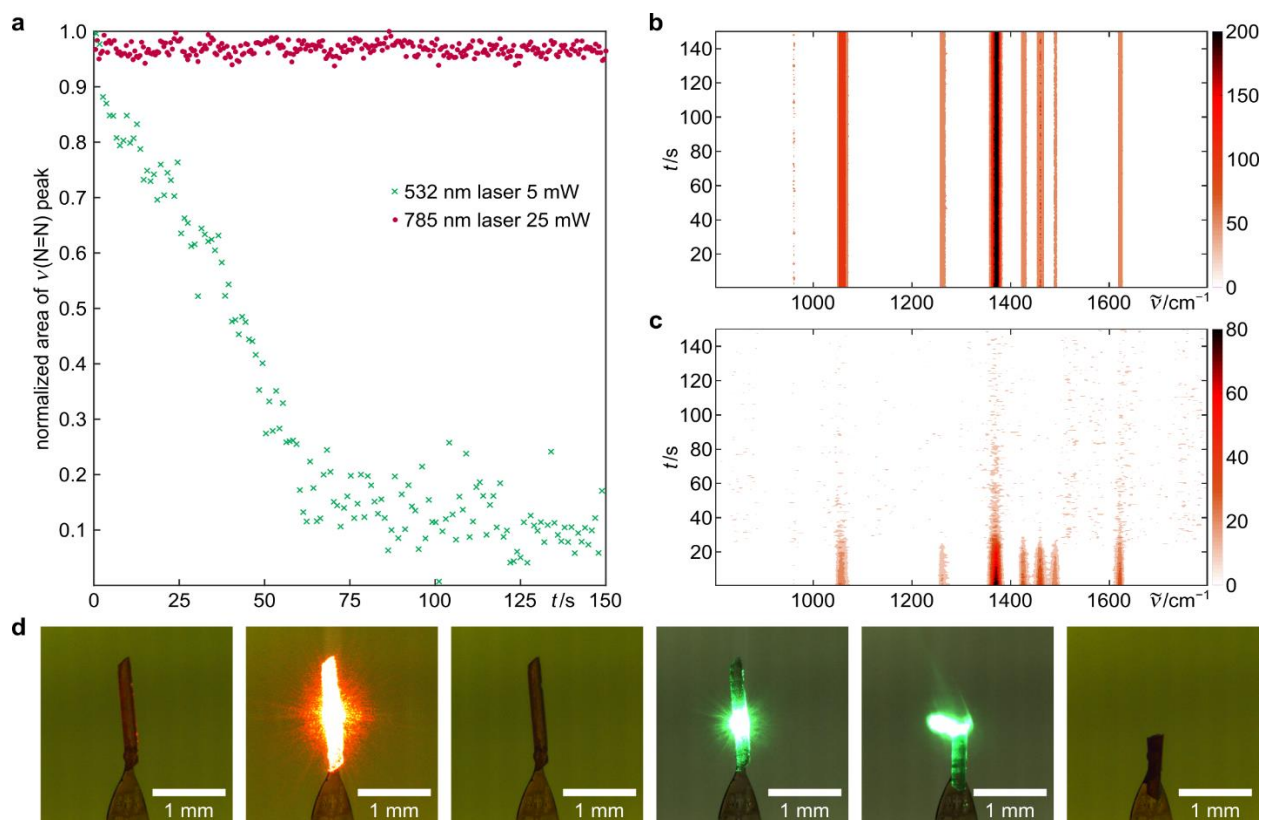 a
normalized area of ν(N=N) peak
1.0
0.9
0.8
0.7
0.6
0.5
0.4
0.3
0.2
0.1
532 nm laser 5 mW
785 nm laser 25 mW
0 25 50 75 100 125 t/s 150
b
t/s
140
120
100
80
60
40
20
1000 1200 1400 1600 ν̃/cm⁻¹
200
150
100
50
0
c
t/s
140
120
100
80
60
40
20
1000 1200 1400 1600 ν̃/cm⁻¹
80
60
40
20
0
d
1 mm
1 mm
1 mm
1 mm
1 mm
1 mm